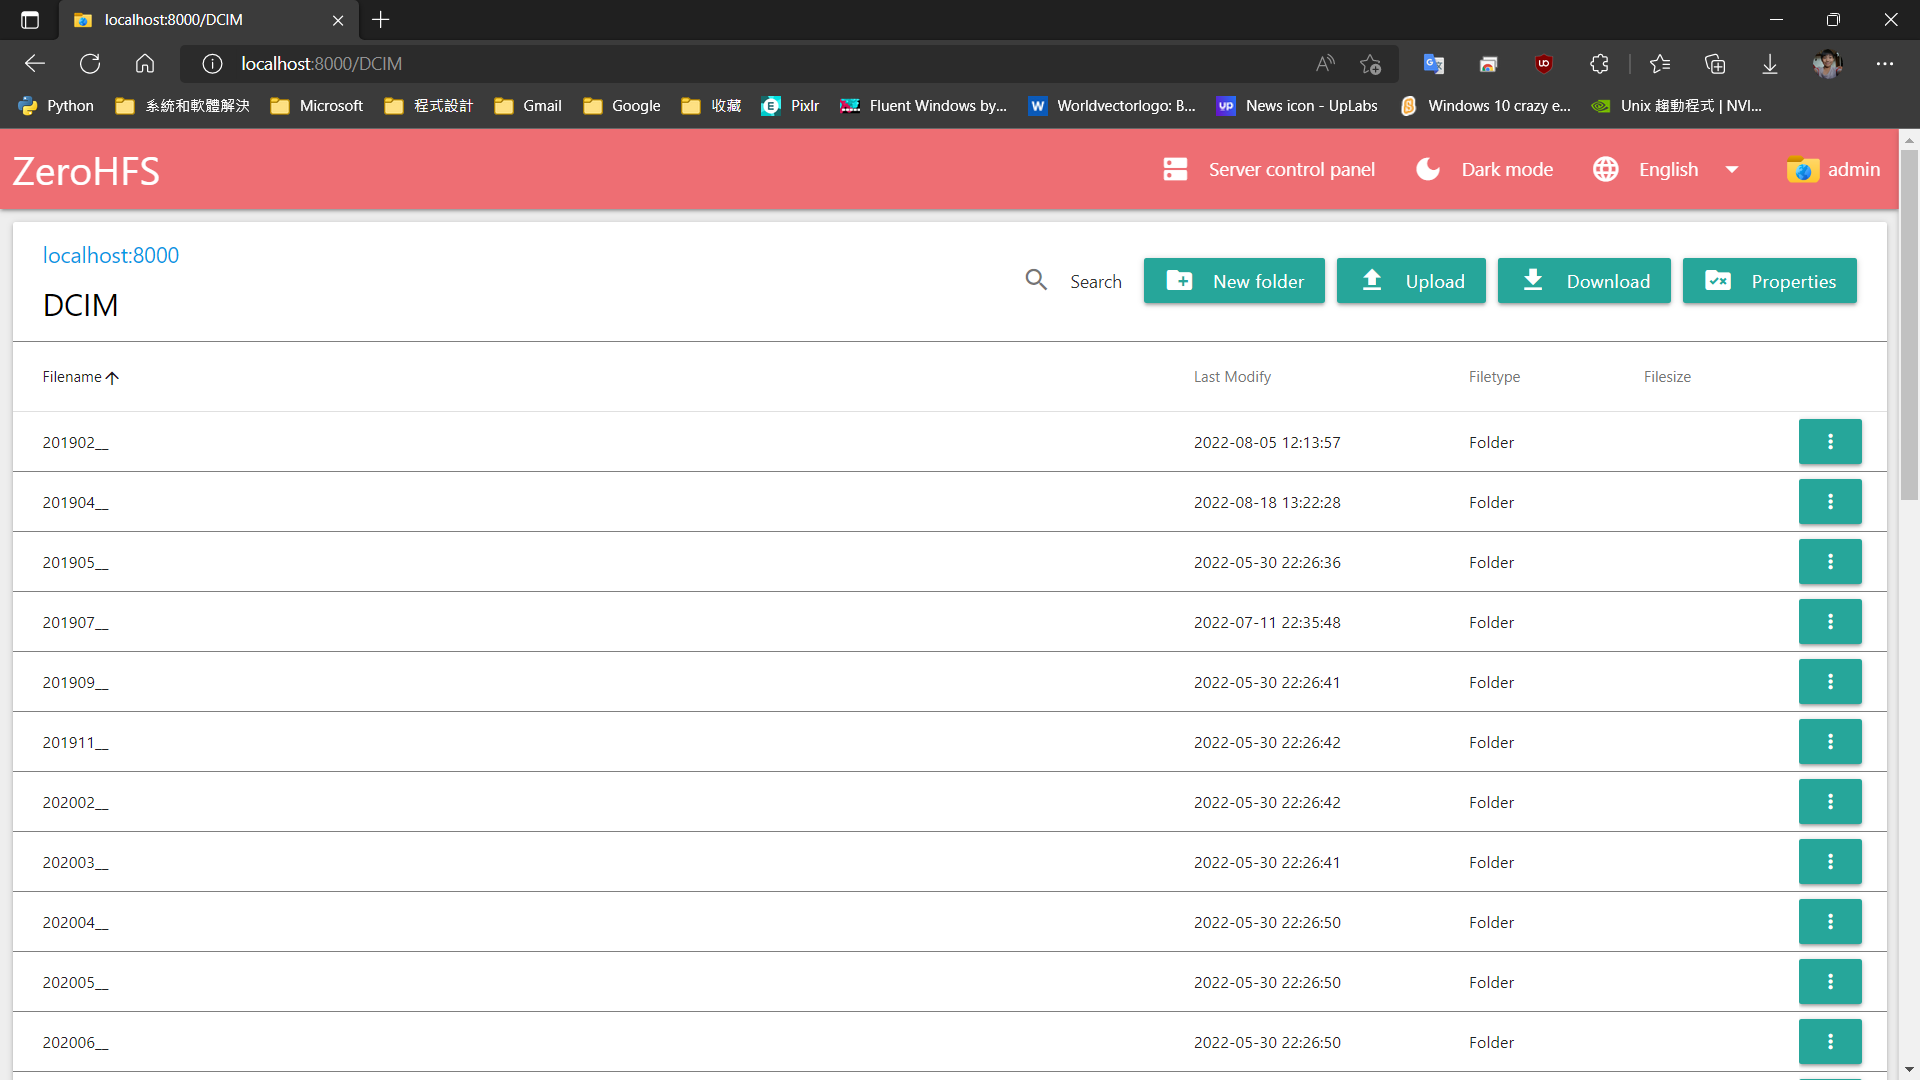 localhost:8000/DCIM
localhost:8000/DCIM
Python 系統和軟體解決 Microsoft 程式設計 Gmail Google 收藏 Pixlr Fluent Windows by... Worldvectorlogo: B... News icon - UpLabs Windows 10 crazy e... Unix 趨動程式 | NVI...
ZeroHFS Server control panel Dark mode English admin
localhost:8000
DCIM
Search New folder Upload Download Properties
Filename Last Modify Filetype Filesize
201902__ 2022-08-05 12:13:57 Folder
201904__ 2022-08-18 13:22:28 Folder
201905__ 2022-05-30 22:26:36 Folder
201907__ 2022-07-11 22:35:48 Folder
201909__ 2022-05-30 22:26:41 Folder
201911__ 2022-05-30 22:26:42 Folder
202002__ 2022-05-30 22:26:42 Folder
202003__ 2022-05-30 22:26:41 Folder
202004__ 2022-05-30 22:26:50 Folder
202005__ 2022-05-30 22:26:50 Folder
202006__ 2022-05-30 22:26:50 Folder